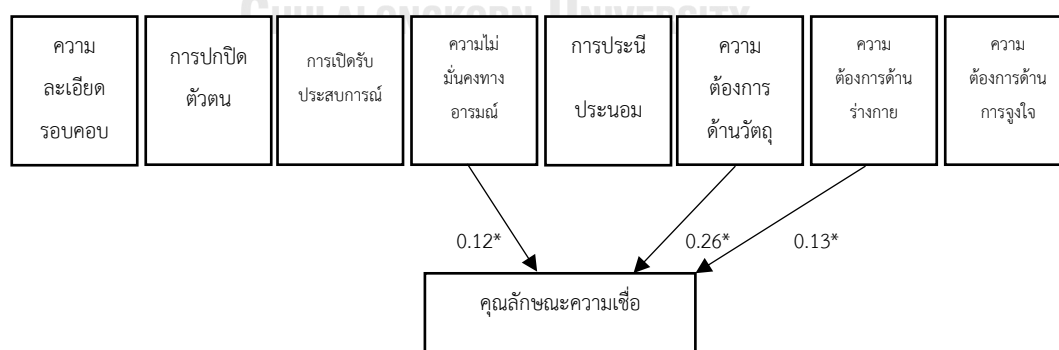 CHULALONGKORN UNIVERSITY
ความ
ละเอียด
รอบคอบ
การปกปิด
ตัวตน
การเปิดรับ
ประสบการณ์
ความไม่
มั่นคงทาง
อารมณ์
การประนี
ประนอม
ความ
ต้องการ
ด้านวัตถุ
ความ
ต้องการด้าน
ร่างกาย
ความ
ต้องการด้าน
การจูงใจ
0.12*
0.26*
0.13*
คุณลักษณะความเชื่อ